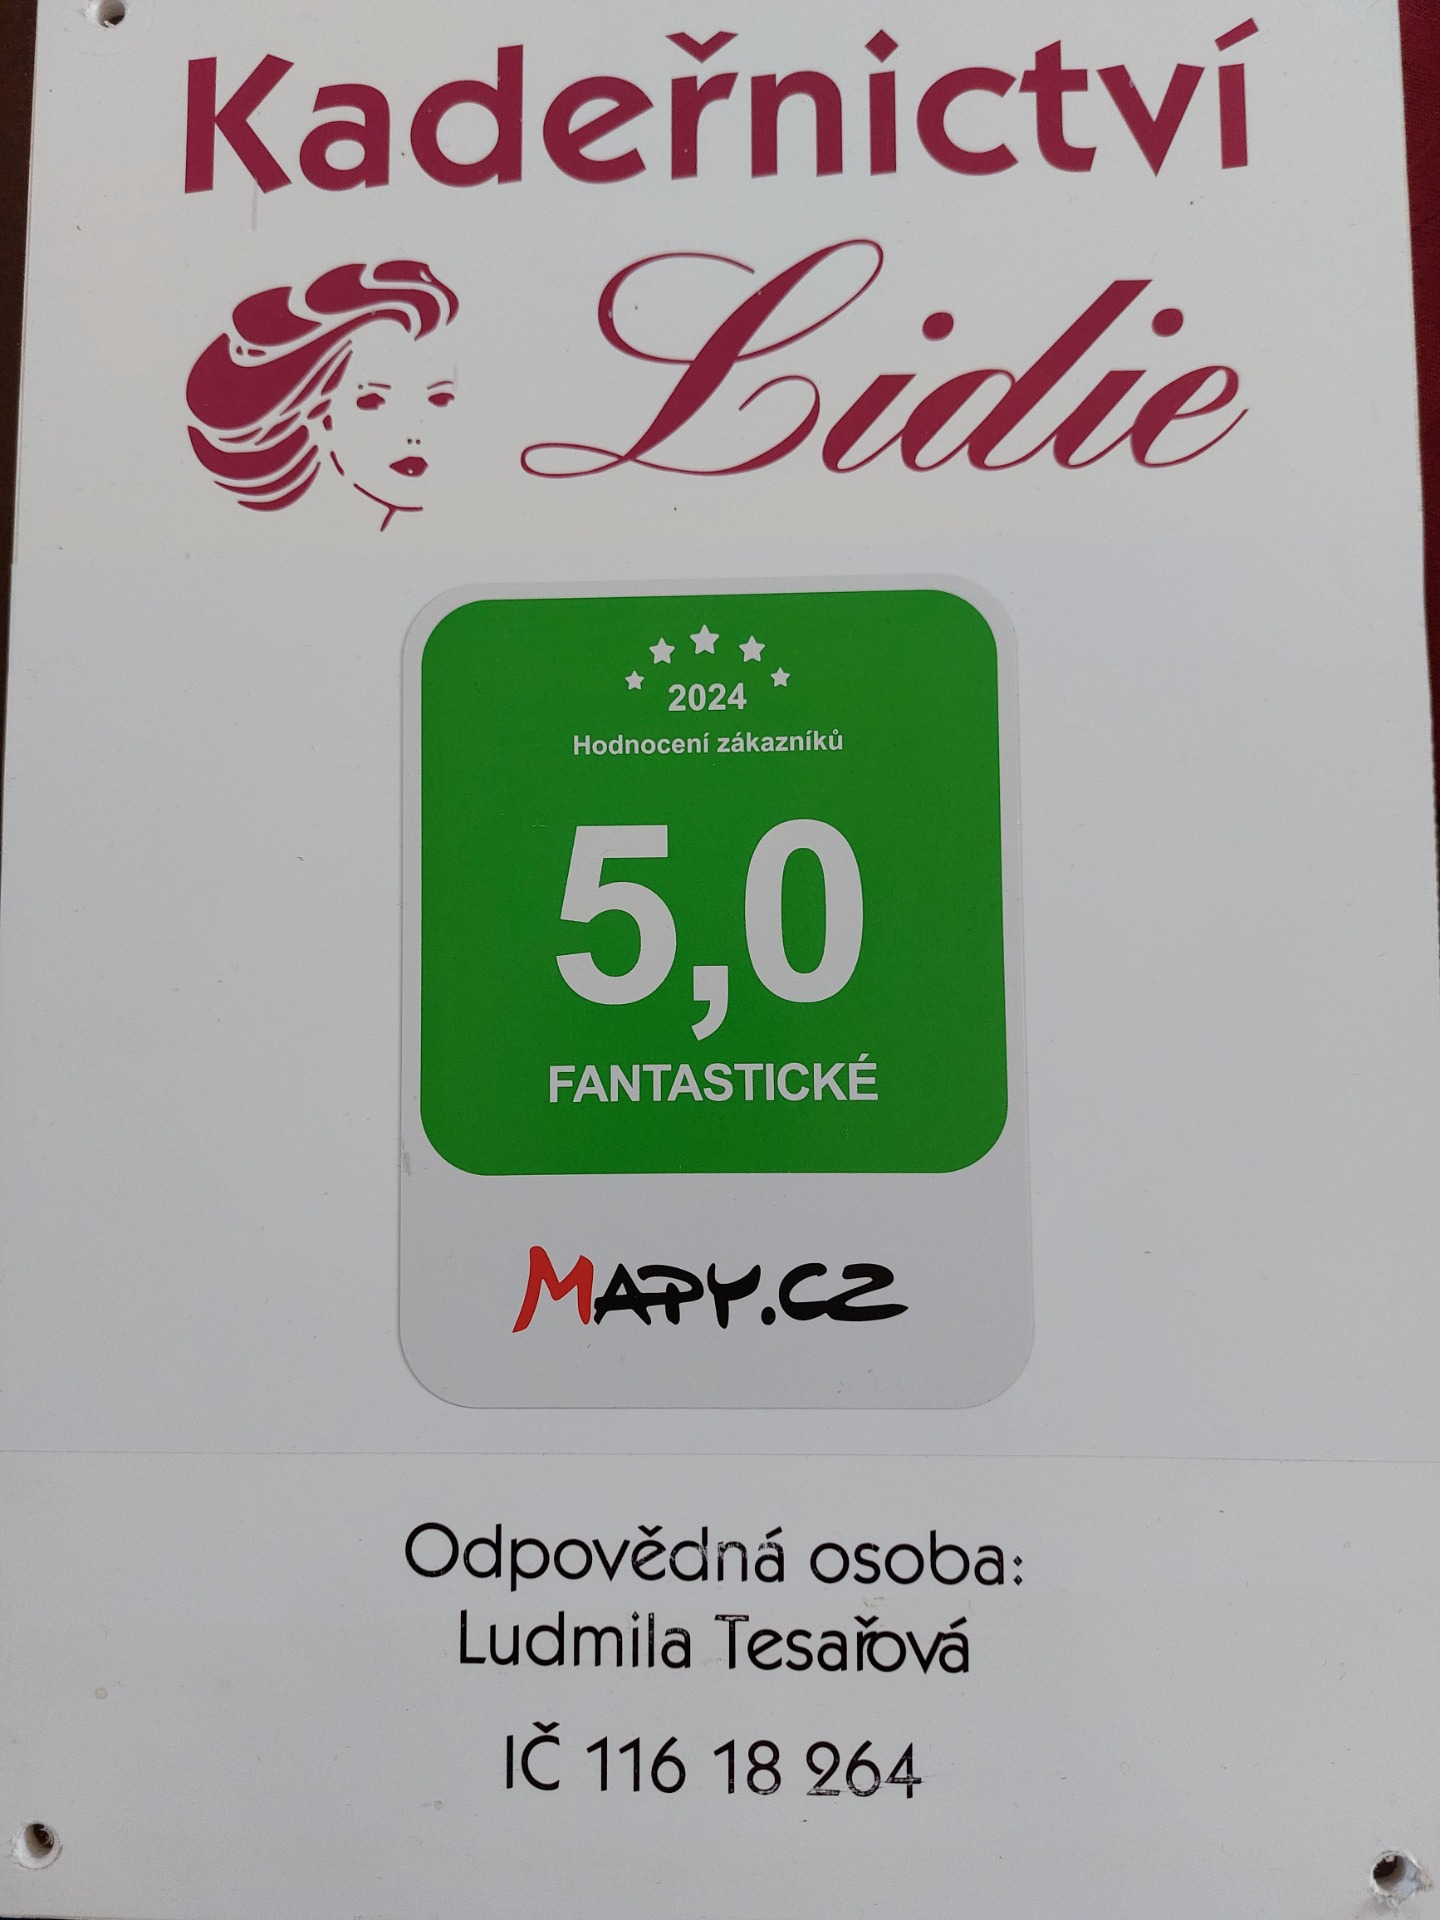 Kadeřnictví
Lidie
2024
Hodnocení zákazníků
5,0
FANTASTICKÉ
MAPY.CZ
Odpovědná osoba:
Ludmila Tesařová
IČ 116 18 264